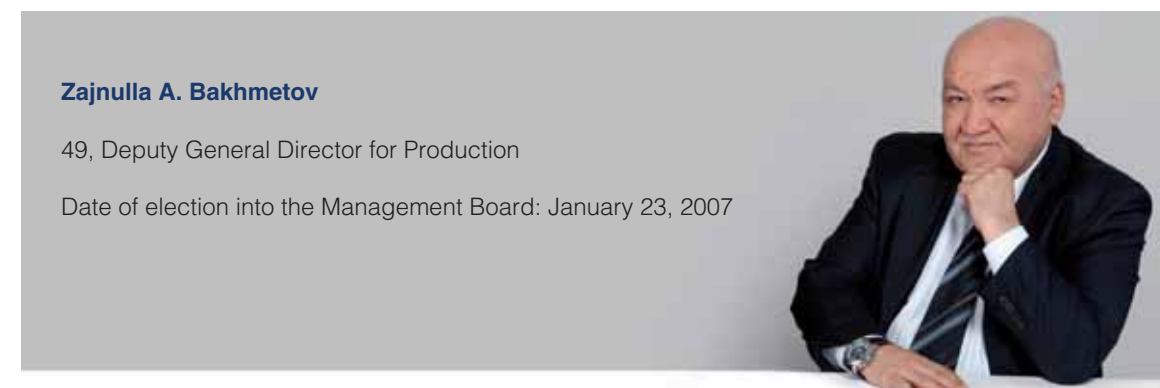 Zajnulla A. Bakhmetov
49, Deputy General Director for Production
Date of election into the Management Board: January 23, 2007